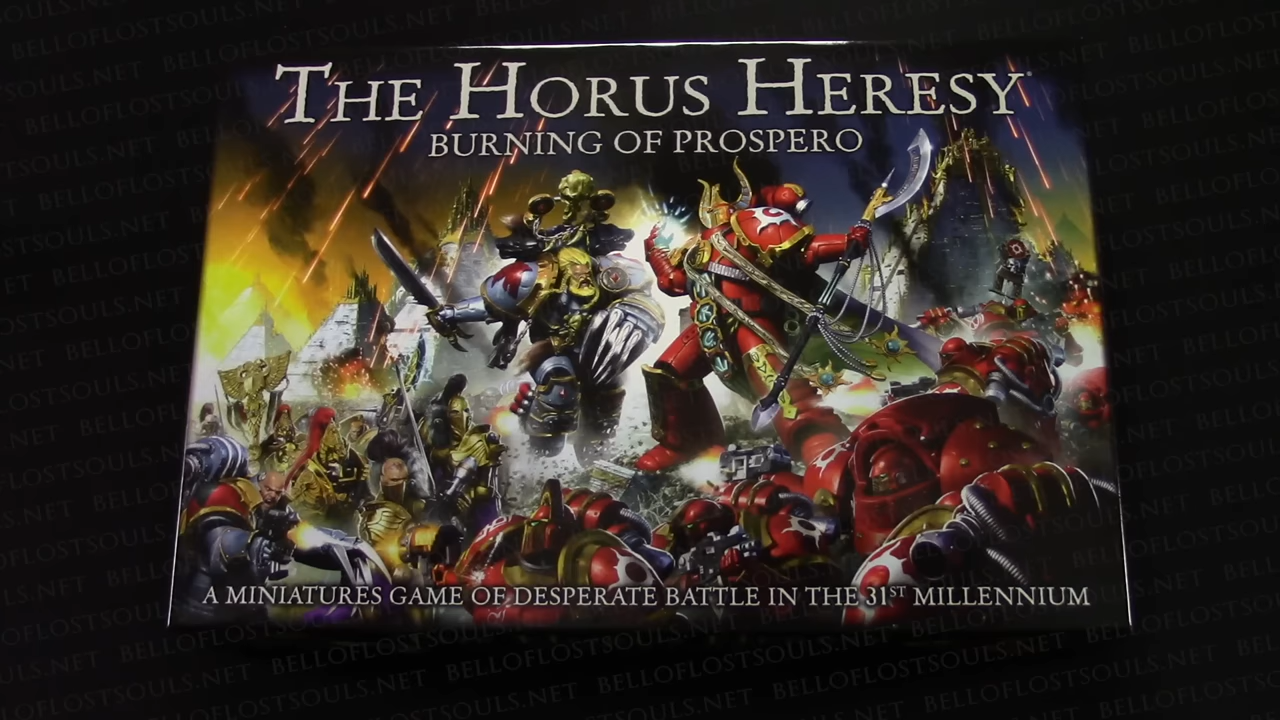 THE HORUS HERESY
BURNING OF PROSPERO
A MINIATURES GAME OF DESPERATE BATTLE IN THE 31ST MILLENNIUM
BELLOFLOSTSOULS.NET